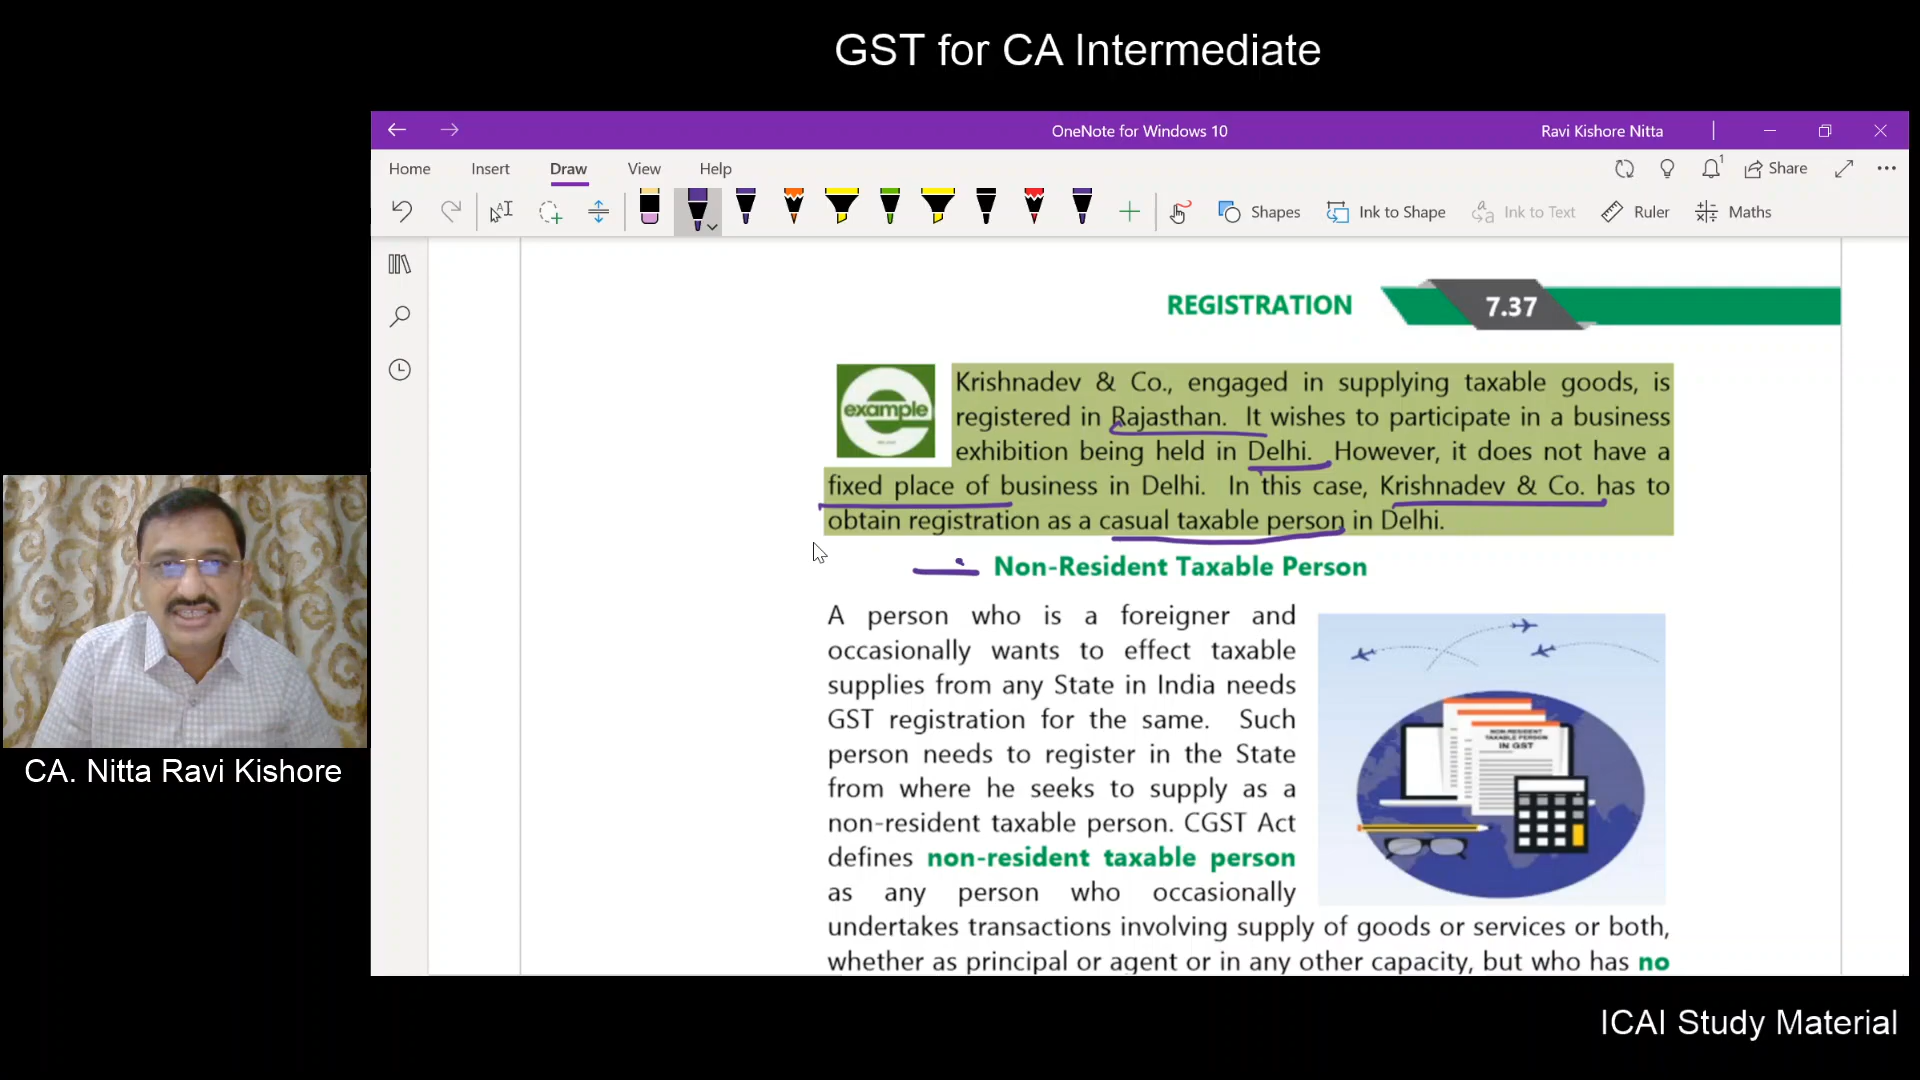 GST for CA Intermediate
OneNote for Windows 10
Ravi Kishore Nitta
Home Insert Draw View Help
1
Share
Shapes
Ink to Shape
Ink to Text
Ruler
Maths
REGISTRATION 7.37
example
Krishnadev & Co., engaged in supplying taxable goods, is
registered in Rajasthan. It wishes to participate in a business
exhibition being held in Delhi. However, it does not have a
fixed place of business in Delhi. In this case, Krishnadev & Co. has to
obtain registration as a casual taxable person in Delhi.
Non-Resident Taxable Person
A person who is a foreigner and
occasionally wants to effect taxable
supplies from any State in India needs
GST registration for the same. Such
person needs to register in the State
from where he seeks to supply as a
non-resident taxable person. CGST Act
defines non-resident taxable person
as any person who occasionally
undertakes transactions involving supply of goods or services or both,
whether as principal or agent or in any other capacity, but who has no
NON-RESIDENT
TAXABLE PERSON
IN GST
CA. Nitta Ravi Kishore
ICAI Study Material